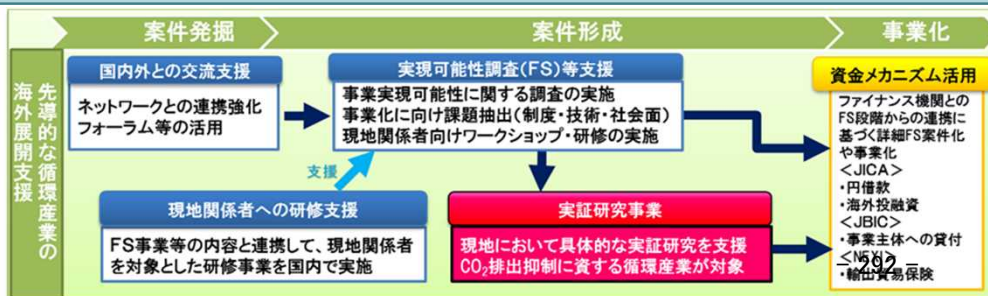 案件発掘
案件形成
事業化
先導的な循環産業の
海外展開支援
国内外との交流支援
ネットワークとの連携強化
フォーラム等の活用
実現可能性調査(FS)等支援
事業実現可能性に関する調査の実施
事業化に向け課題抽出(制度・技術・社会面)
現地関係者向けワークショップ・研修の実施
支援
現地関係者への研修支援
FS事業等の内容と連携して、現地関係者
を対象とした研修事業を国内で実施
実証研究事業
現地において具体的な実証研究を支援
CO₂排出抑制に資する循環産業が対象
資金メカニズム活用
ファイナンス機関との
FS段階からの連携に
基づく詳細FS案件化
や事業化
<JICA>
・円借款
・海外投融資
<JBIC>
・事業主体への貸付
<NEXI>
・輸出貿易保険
- 292 -